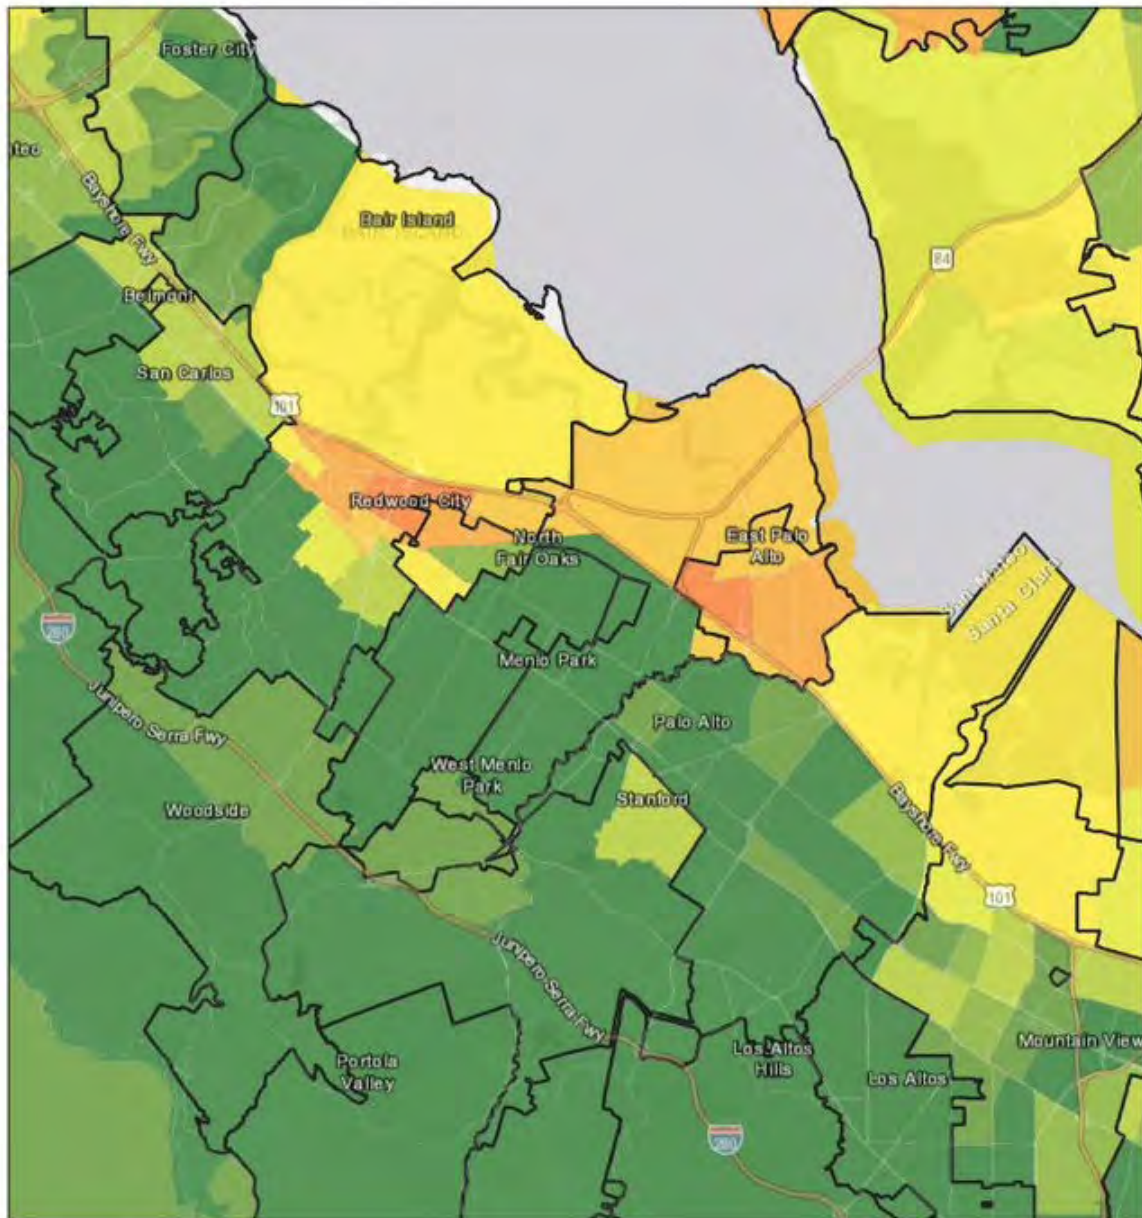 Foster City
Bayshore Fwy
Bair Island
84
Belmont
San Carlos
101
Redwood City
North
Fair Oaks
East Palo
Alto
San Mateo
Santa Clara
280
Menlo Park
Junipero Serra Fwy
Palo Alto
West Menlo
Park
Stanford
Woodside
Bayshore Fwy
101
Junipero Serra Fwy
Portola
Valley
Los Altos
Hills
Los Altos
Mountain View
280